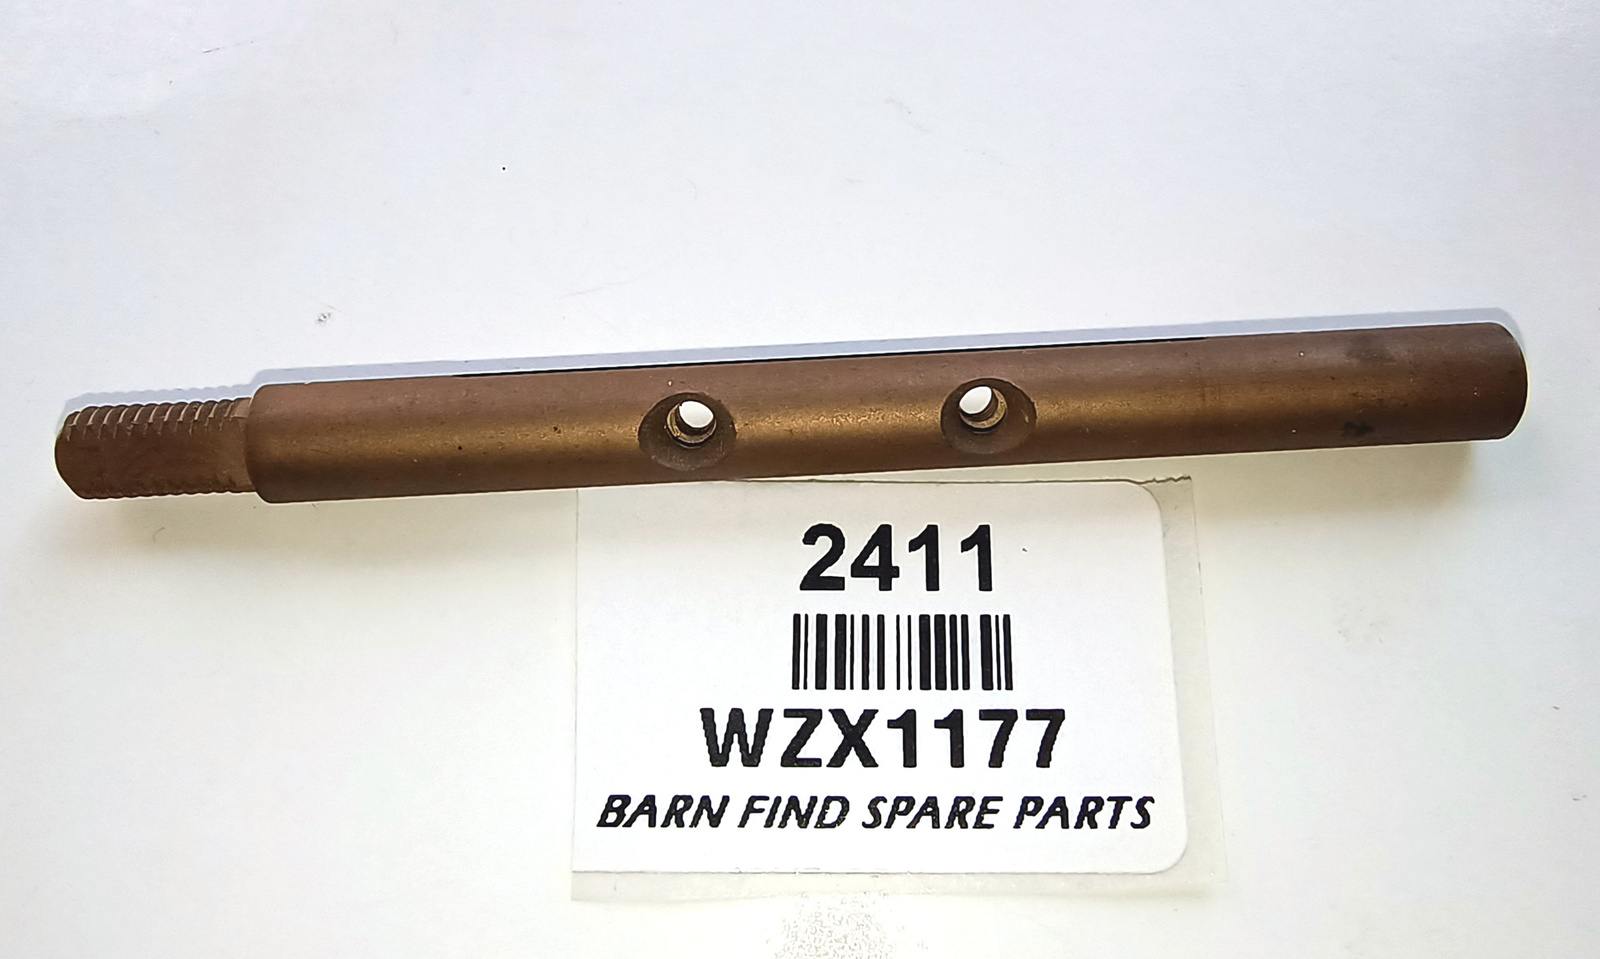 2411
WZX1177
BARN FIND SPARE PARTS